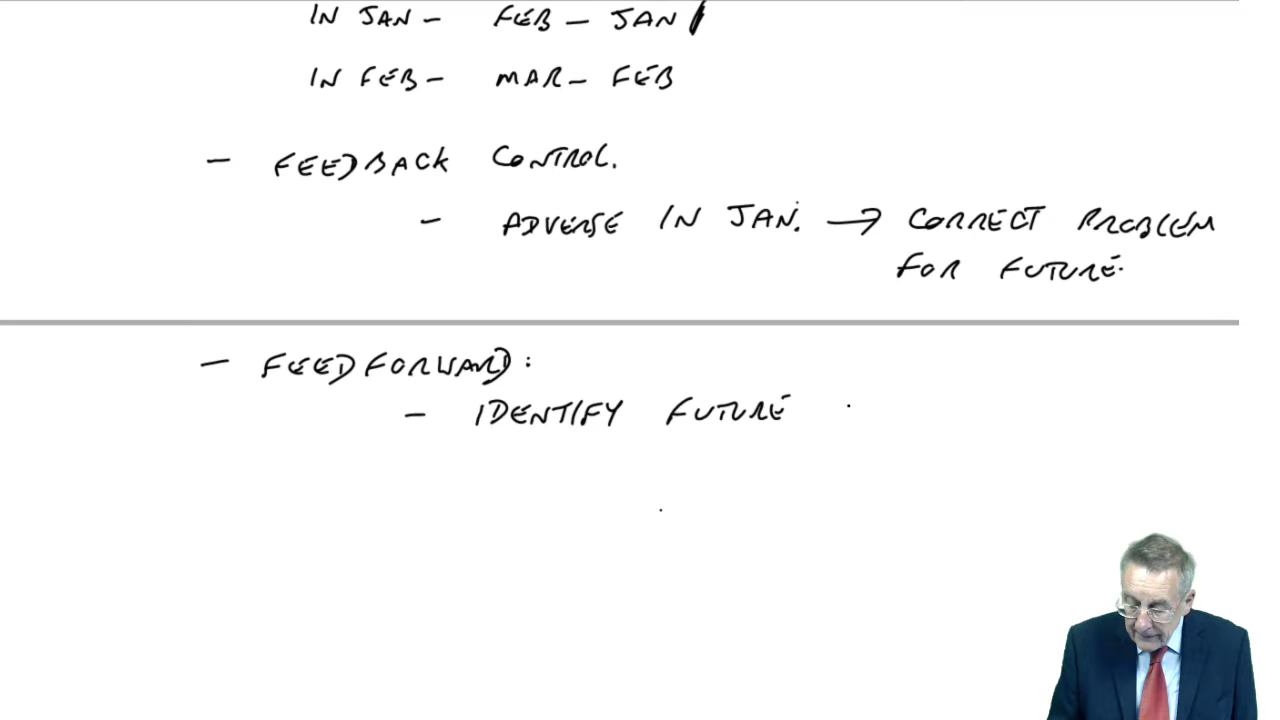 IN JAN - FEB - JAN
IN FEB - MAR - FEB
- FEEDBACK CONTROL.
- ADVERSE IN JAN. → CORRECT PROBLEM
FOR FUTURE.
- FEEDFORWARD:
- IDENTIFY FUTURE